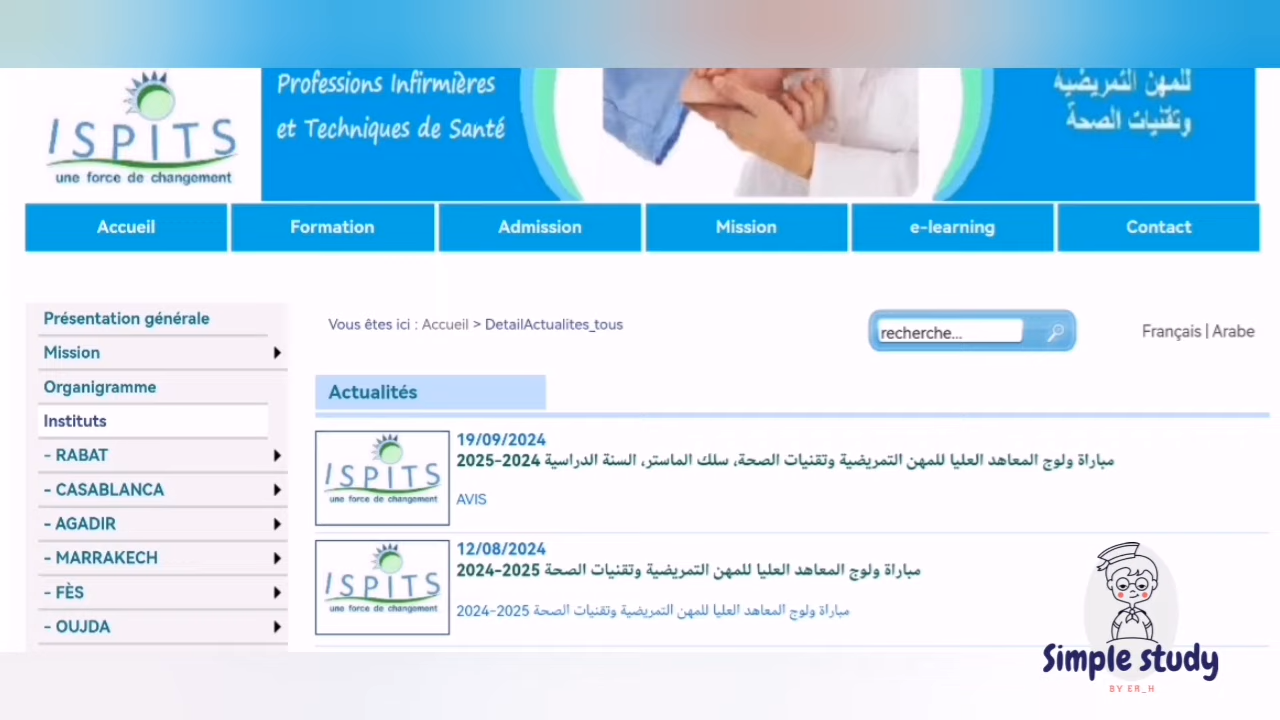 Professions Infirmières
et Techniques de Santé
للمهن التمريضية
وتقنيات الصحة
ISPITS
une force de changement
Accueil
Formation
Admission
Mission
e-learning
Contact
Présentation générale
Mission
Organigramme
Instituts
- RABAT
- CASABLANCA
- AGADIR
- MARRAKECH
- FÈS
- OUJDA
Vous êtes ici : Accueil > DetailActualites_tous
recherche...
Français | Arabe
Actualités
ISPITS
une force de changement
19/09/2024
مباراة ولوج المعاهد العليا للمهن التمريضية وتقنيات الصحة، سلك الماستر، السنة الدراسية 2024-2025
AVIS
ISPITS
une force de changement
12/08/2024
مباراة ولوج المعاهد العليا للمهن التمريضية وتقنيات الصحة 2025-2024
مباراة ولوج المعاهد العليا للمهن التمريضية وتقنيات الصحة 2025-2024
Simple study
BY ER_H